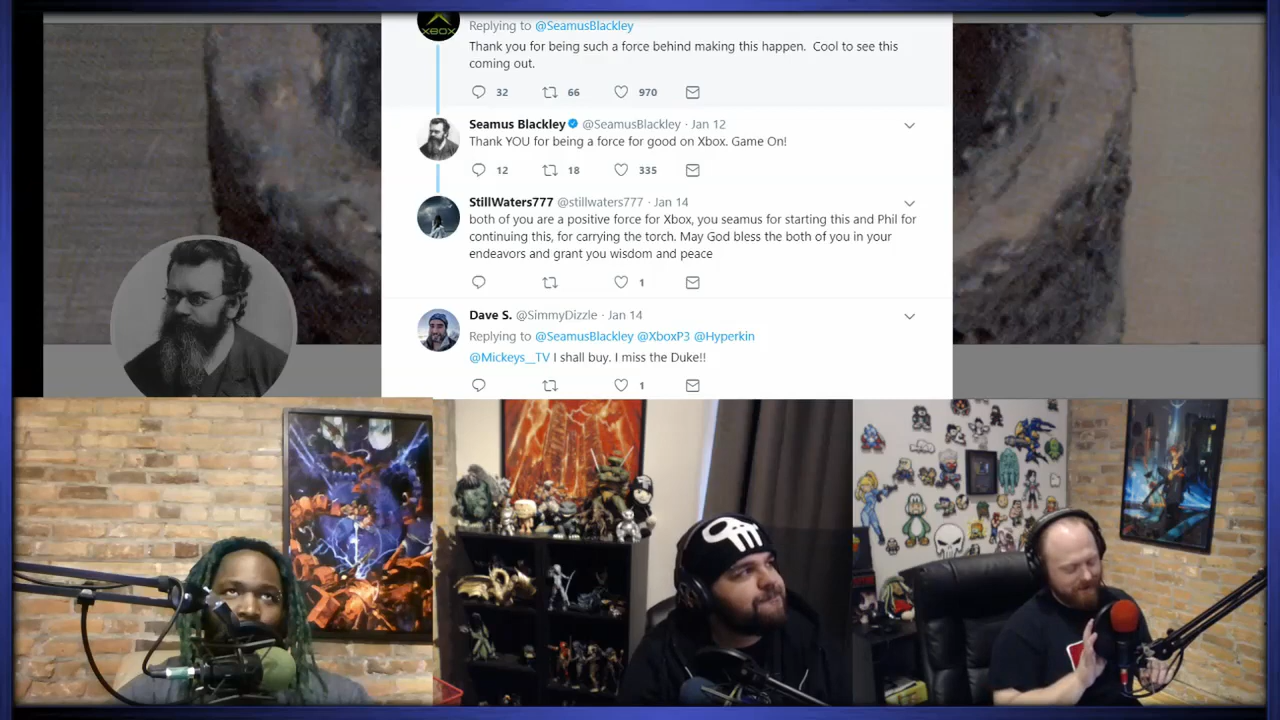 XBOX
Replying to @SeamusBlackley
Thank you for being such a force behind making this happen. Cool to see this
coming out.
32 66 970
Seamus Blackley @SeamusBlackley · Jan 12
Thank YOU for being a force for good on Xbox. Game On!
12 18 335
StillWaters777 @stillwaters777 · Jan 14
both of you are a positive force for Xbox, you seamus for starting this and Phil for
continuing this, for carrying the torch. May God bless the both of you in your
endeavors and grant you wisdom and peace
1
Dave S. @SimmyDizzle · Jan 14
Replying to @SeamusBlackley @XboxP3 @Hyperkin
@Mickeys__TV I shall buy. I miss the Duke!!
1